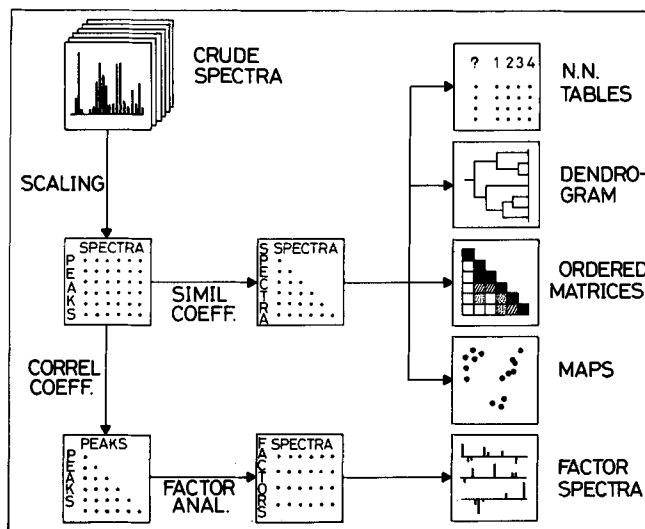 CRUDE
SPECTRA
SCALING
SPECTRA
PEAKS
SIMIL
COEFF.
SPECTRA
SPECTRA
CORREL
COEFF.
PEAKS
PEAKS
FACTOR
ANAL.
SPECTRA
FACTORS
? 1 2 3 4
N.N.
TABLES
DENDRO-
GRAM
ORDERED
MATRICES
MAPS
FACTOR
SPECTRA